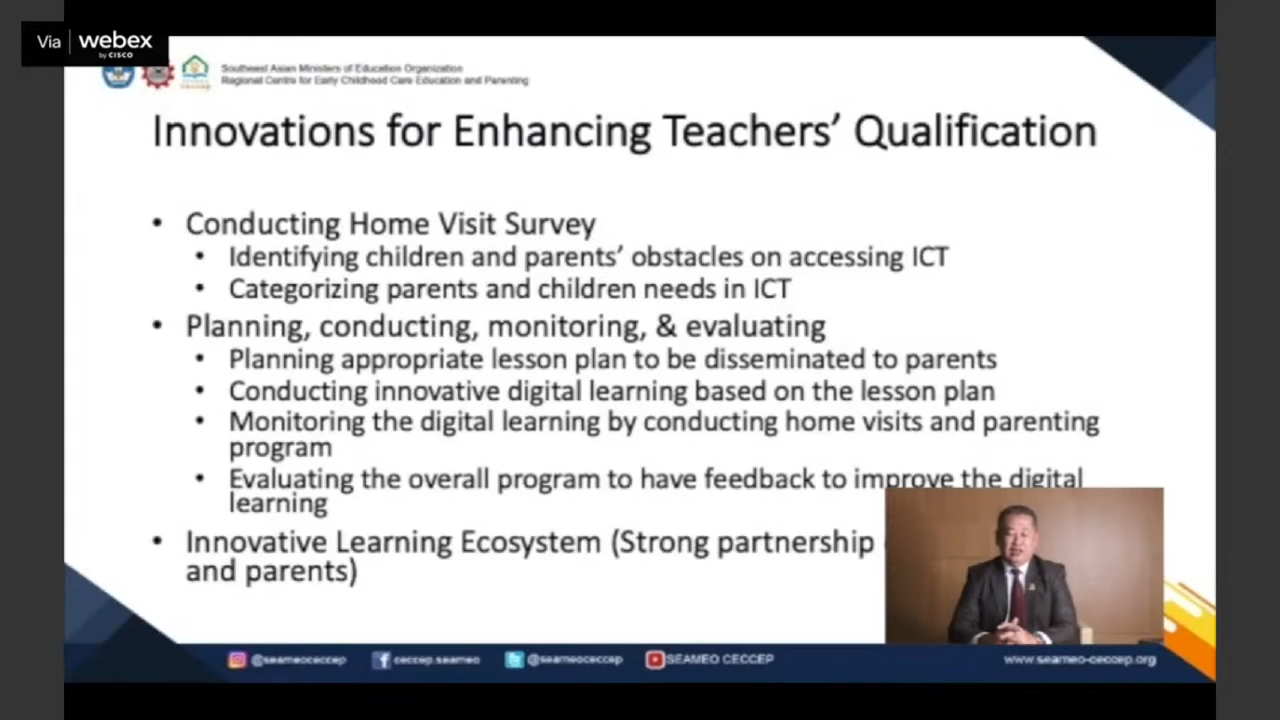 Via webex
by CISCO
Southeast Asian Ministers of Education Organization
Regional Centre for Early Childhood Care Education and Parenting
Innovations for Enhancing Teachers’ Qualification
• Conducting Home Visit Survey
• Identifying children and parents’ obstacles on accessing ICT
• Categorizing parents and children needs in ICT
• Planning, conducting, monitoring, & evaluating
• Planning appropriate lesson plan to be disseminated to parents
• Conducting innovative digital learning based on the lesson plan
• Monitoring the digital learning by conducting home visits and parenting
program
• Evaluating the overall program to have feedback to improve the digital
learning
• Innovative Learning Ecosystem (Strong partnership
and parents)
@seameoceccep
ceccep.seameo
@seameoceccep
SEAMEO CECCEP
www.seameo-ceccep.org